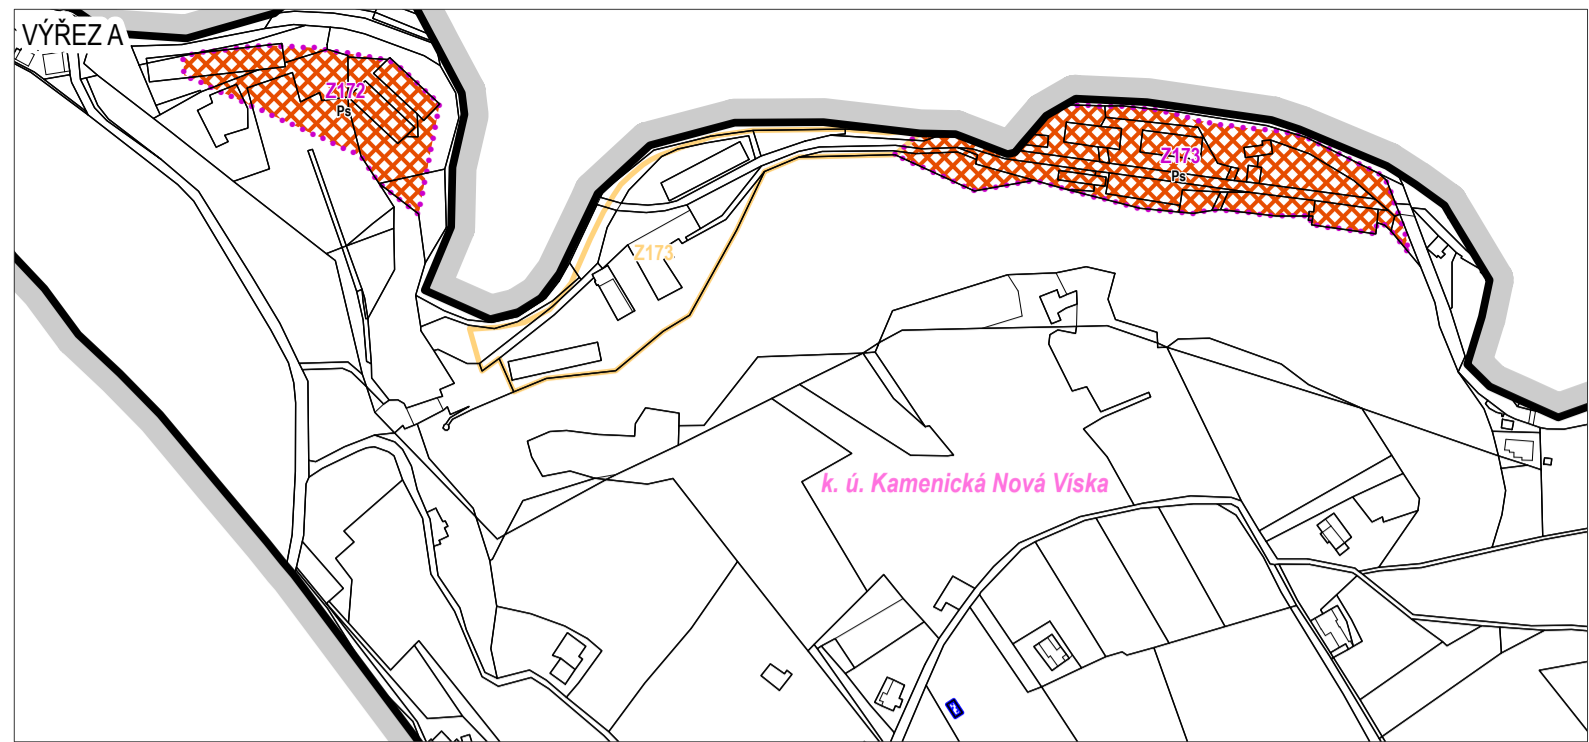 VÝŘEZ A
Z172
Ps
Z173
Ps
Z173
k. ú. Kamenická Nová Víska